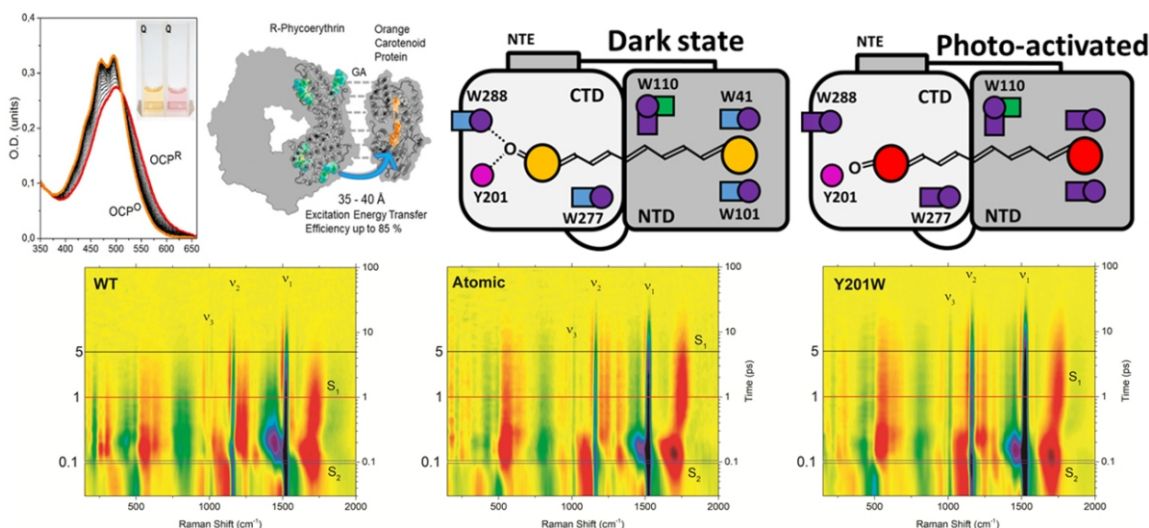 0,4
0,3
0,2
0,1
0,0
O.D. (units)
350 400 450 500 550 600 650
OCPR
OCPO
R-Phycoerythrin
Orange
Carotenoid
Protein
GA
35 - 40 Å
Excitation Energy Transfer
Efficiency up to 85 %
NTE
Dark state
W288
CTD
W110
W41
O
Y201
W277
NTD
W101
NTE
Photo-activated
W288
CTD
W110
O
Y201
W277
NTD
WT
ν3
ν2
ν1
S1
S2
5
1
0.1
100
10
1
0.1
500 1000 1500 2000
Raman Shift (cm-1)
Atomic
ν3
ν2
ν1
S1
S2
5
1
0.1
100
10
1
0.1
Time (ps)
500 1000 1500 2000
Raman Shift (cm-1)
Y201W
ν3
ν2
ν1
S1
S2
5
1
0.1
100
10
1
0.1
Time (ps)
500 1000 1500 2000
Raman Shift (cm-1)